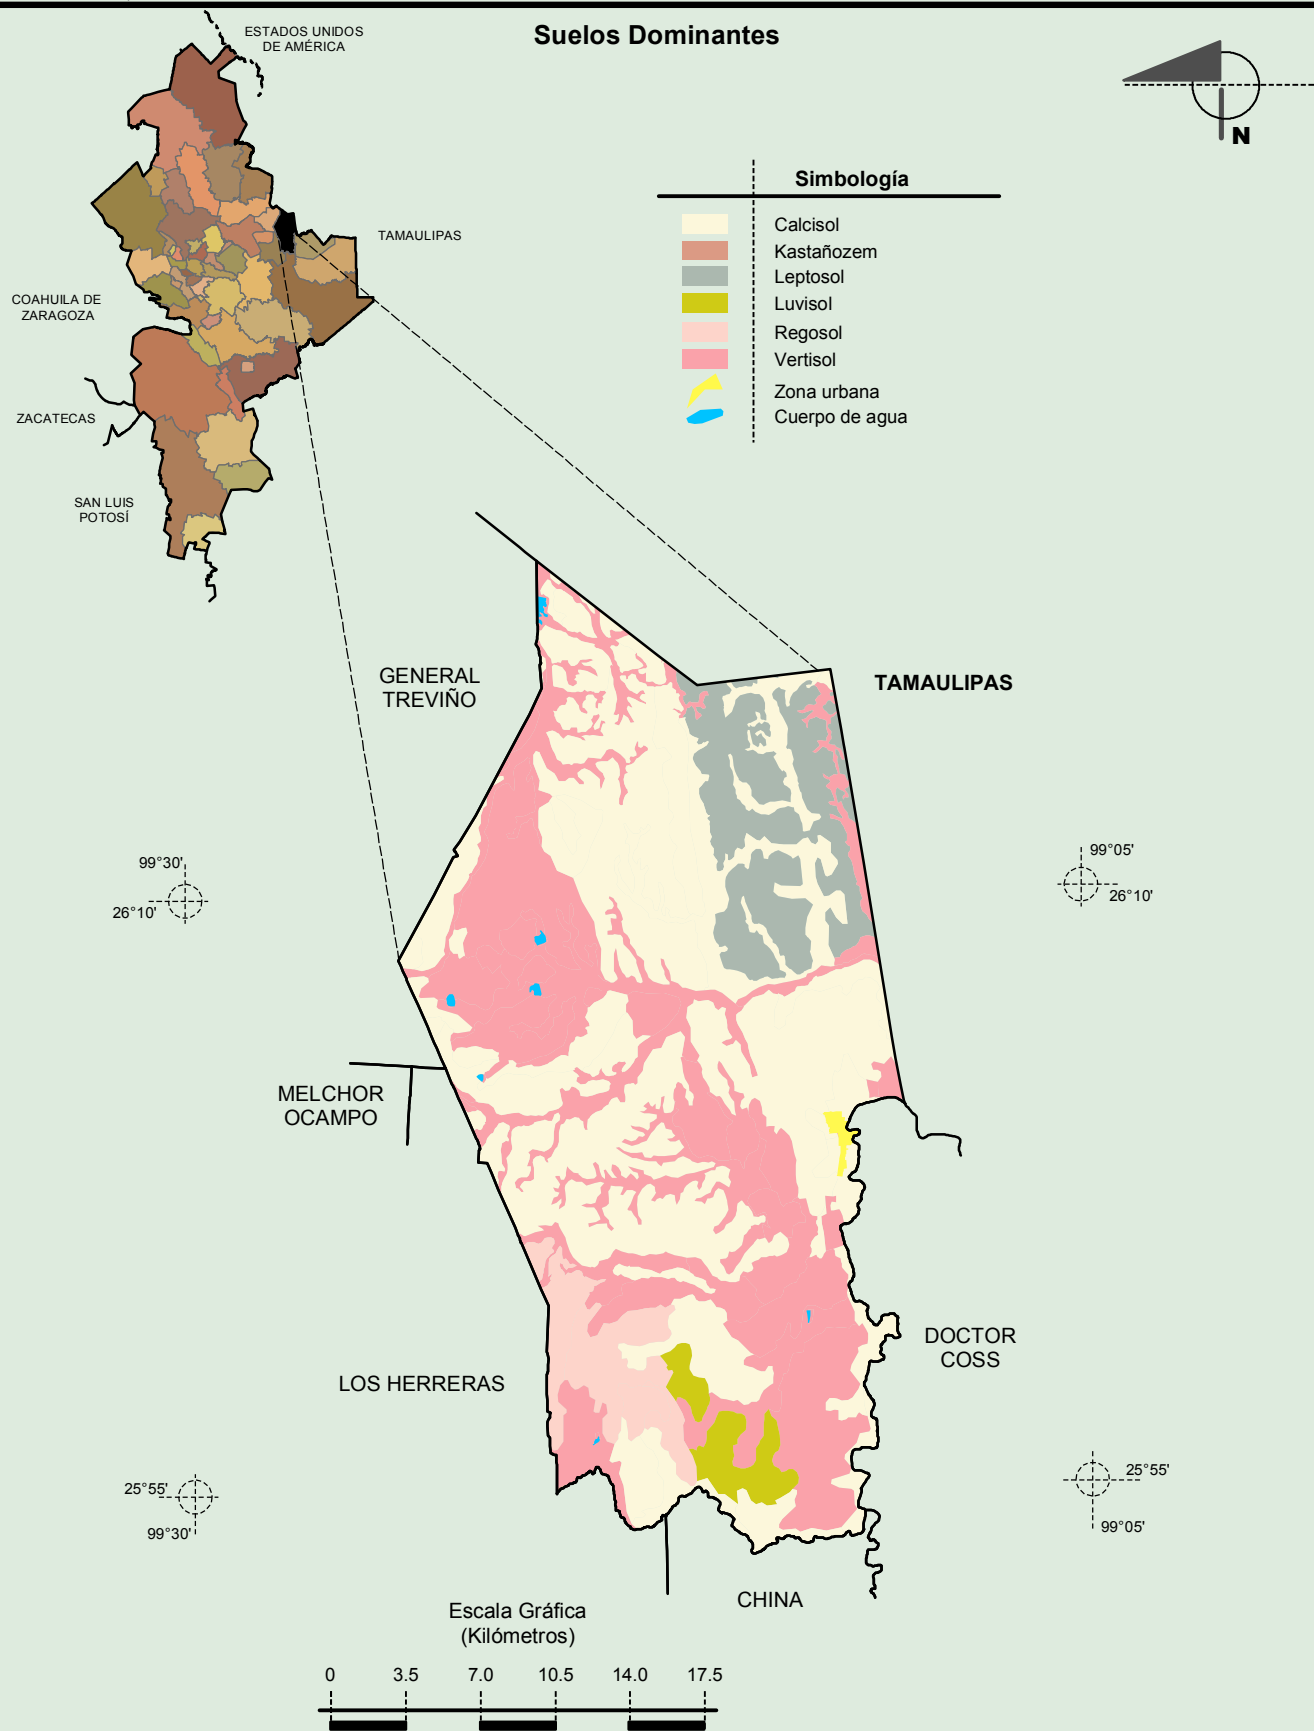 Suelos Dominantes
ESTADOS UNIDOS
DE AMÉRICA
N
Simbología
Calcisol
Kastañozem
Leptosol
Luvisol
Regosol
Vertisol
Zona urbana
Cuerpo de agua
TAMAULIPAS
COAHUILA DE
ZARAGOZA
ZACATECAS
SAN LUIS
POTOSÍ
GENERAL
TREVIÑO
TAMAULIPAS
99°30'
26°10'
99°05'
26°10'
MELCHOR
OCAMPO
DOCTOR
COSS
LOS HERRERAS
25°55'
99°30'
25°55'
99°05'
CHINA
Escala Gráfica
(Kilómetros)
0 3.5 7.0 10.5 14.0 17.5